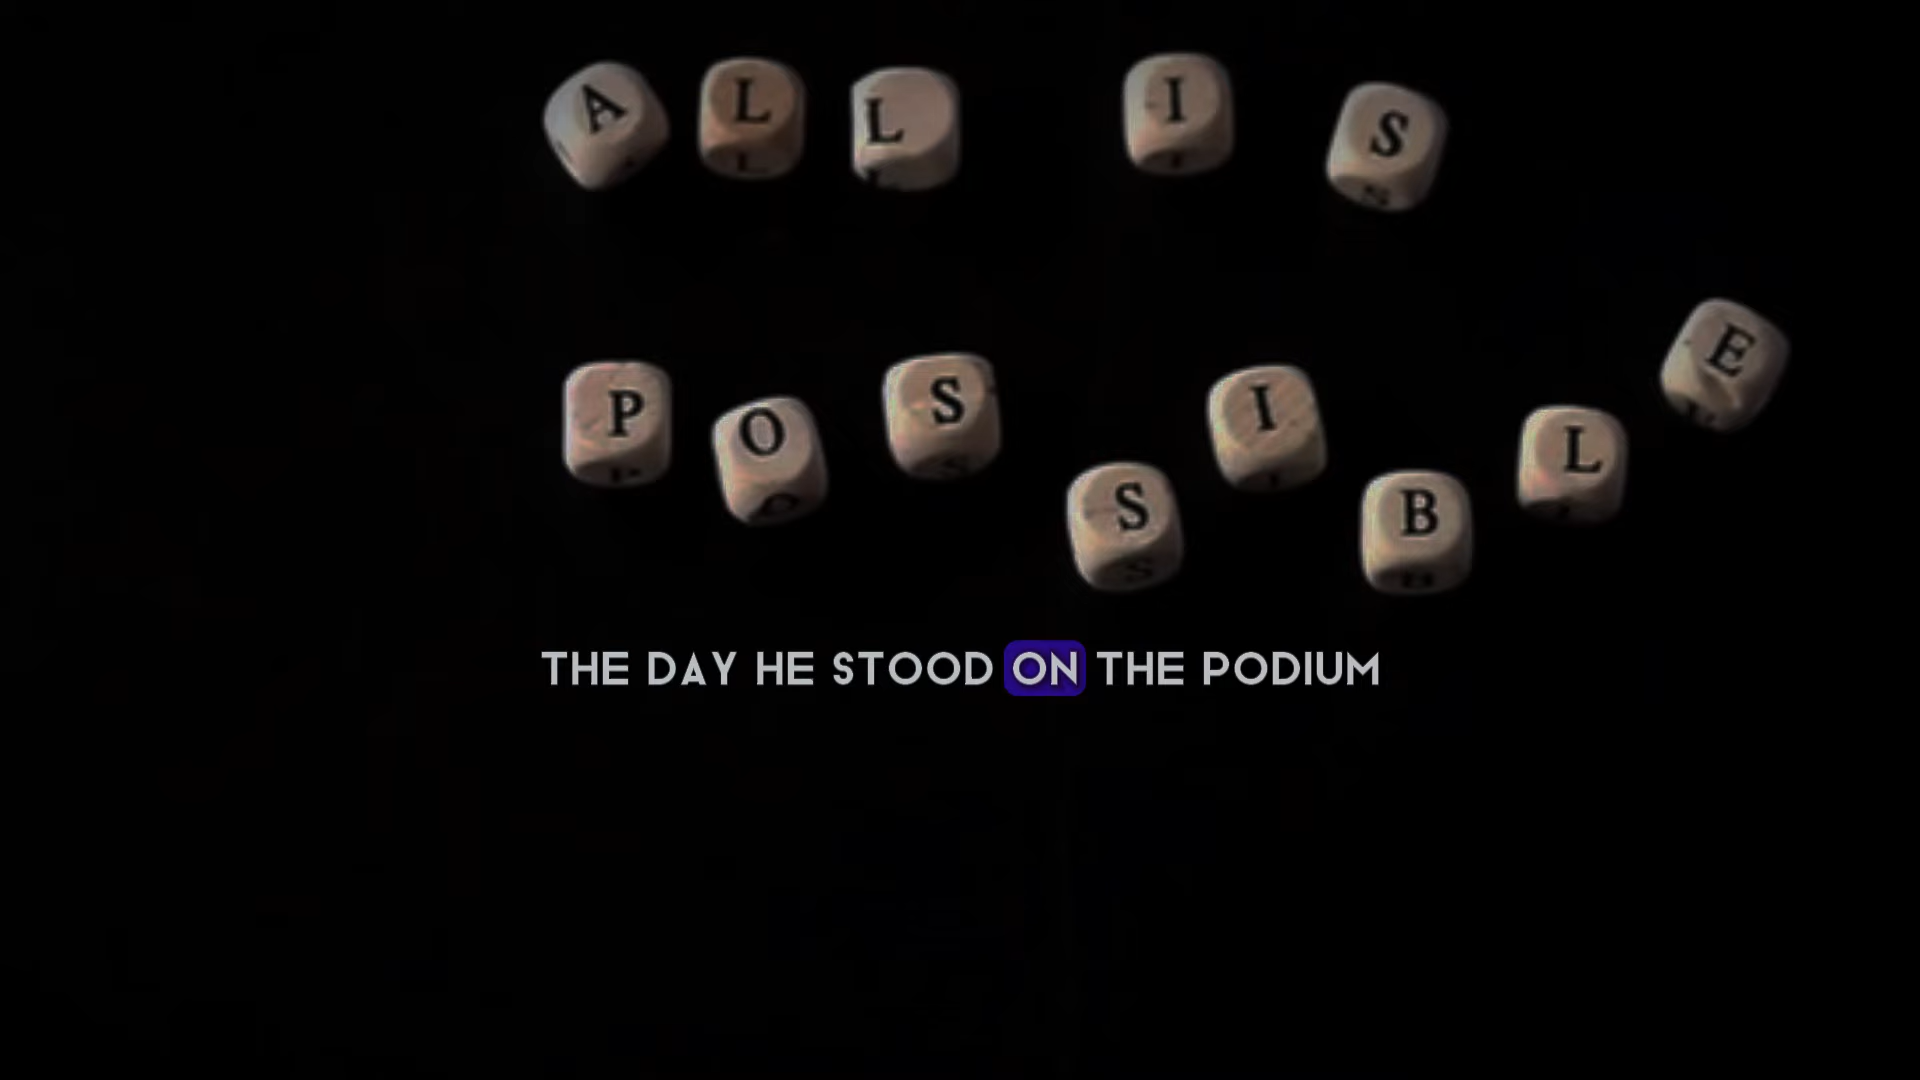 ALL IS
POSSIBLE
THE DAY HE STOOD ON THE PODIUM